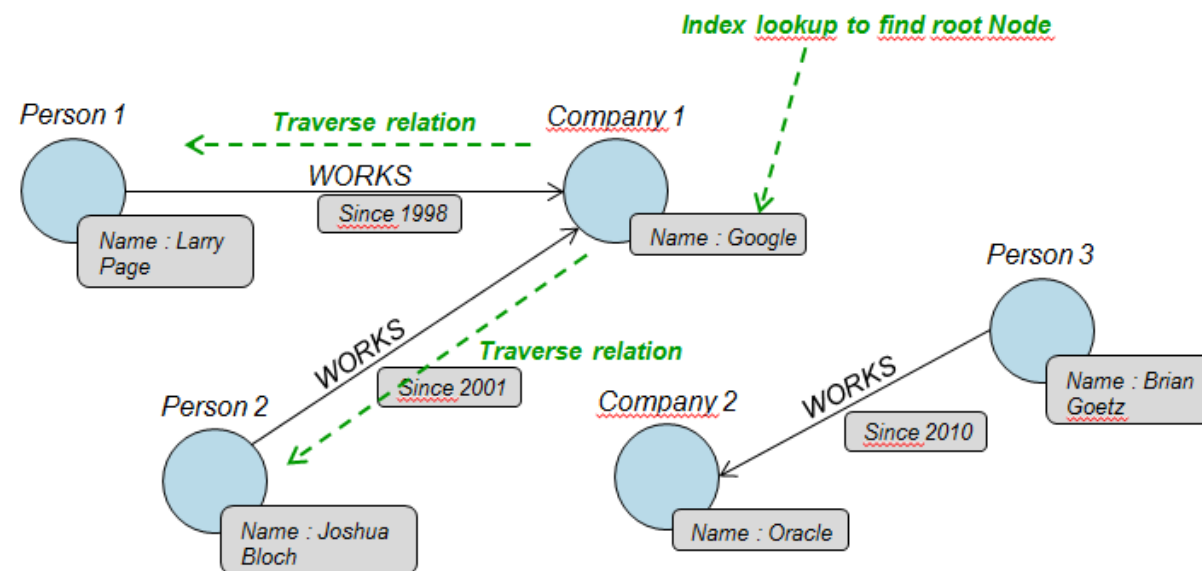 Index lookup to find root Node
Person 1
Traverse relation
Company 1
WORKS
Since 1998
Name : Larry
Page
Name : Google
Person 3
WORKS
Traverse relation
Since 2001
Name : Brian
Goetz
Person 2
Company 2
WORKS
Since 2010
Name : Joshua
Bloch
Name : Oracle